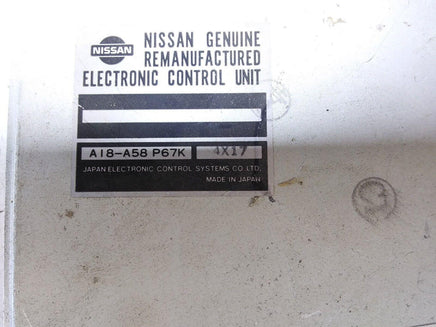 NISSAN
NISSAN GENUINE
REMANUFACTURED
ELECTRONIC CONTROL UNIT
A18-A58 P67K 4X17
JAPAN ELECTRONIC CONTROL SYSTEMS CO.LTD.
MADE IN JAPAN